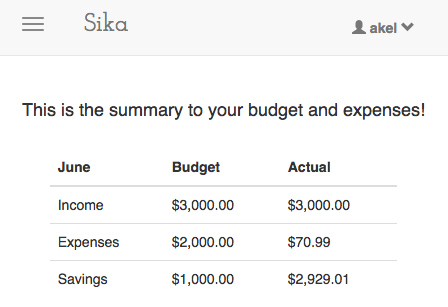 Sika
akel
This is the summary to your budget and expenses!
June Budget Actual
Income $3,000.00 $3,000.00
Expenses $2,000.00 $70.99
Savings $1,000.00 $2,929.01